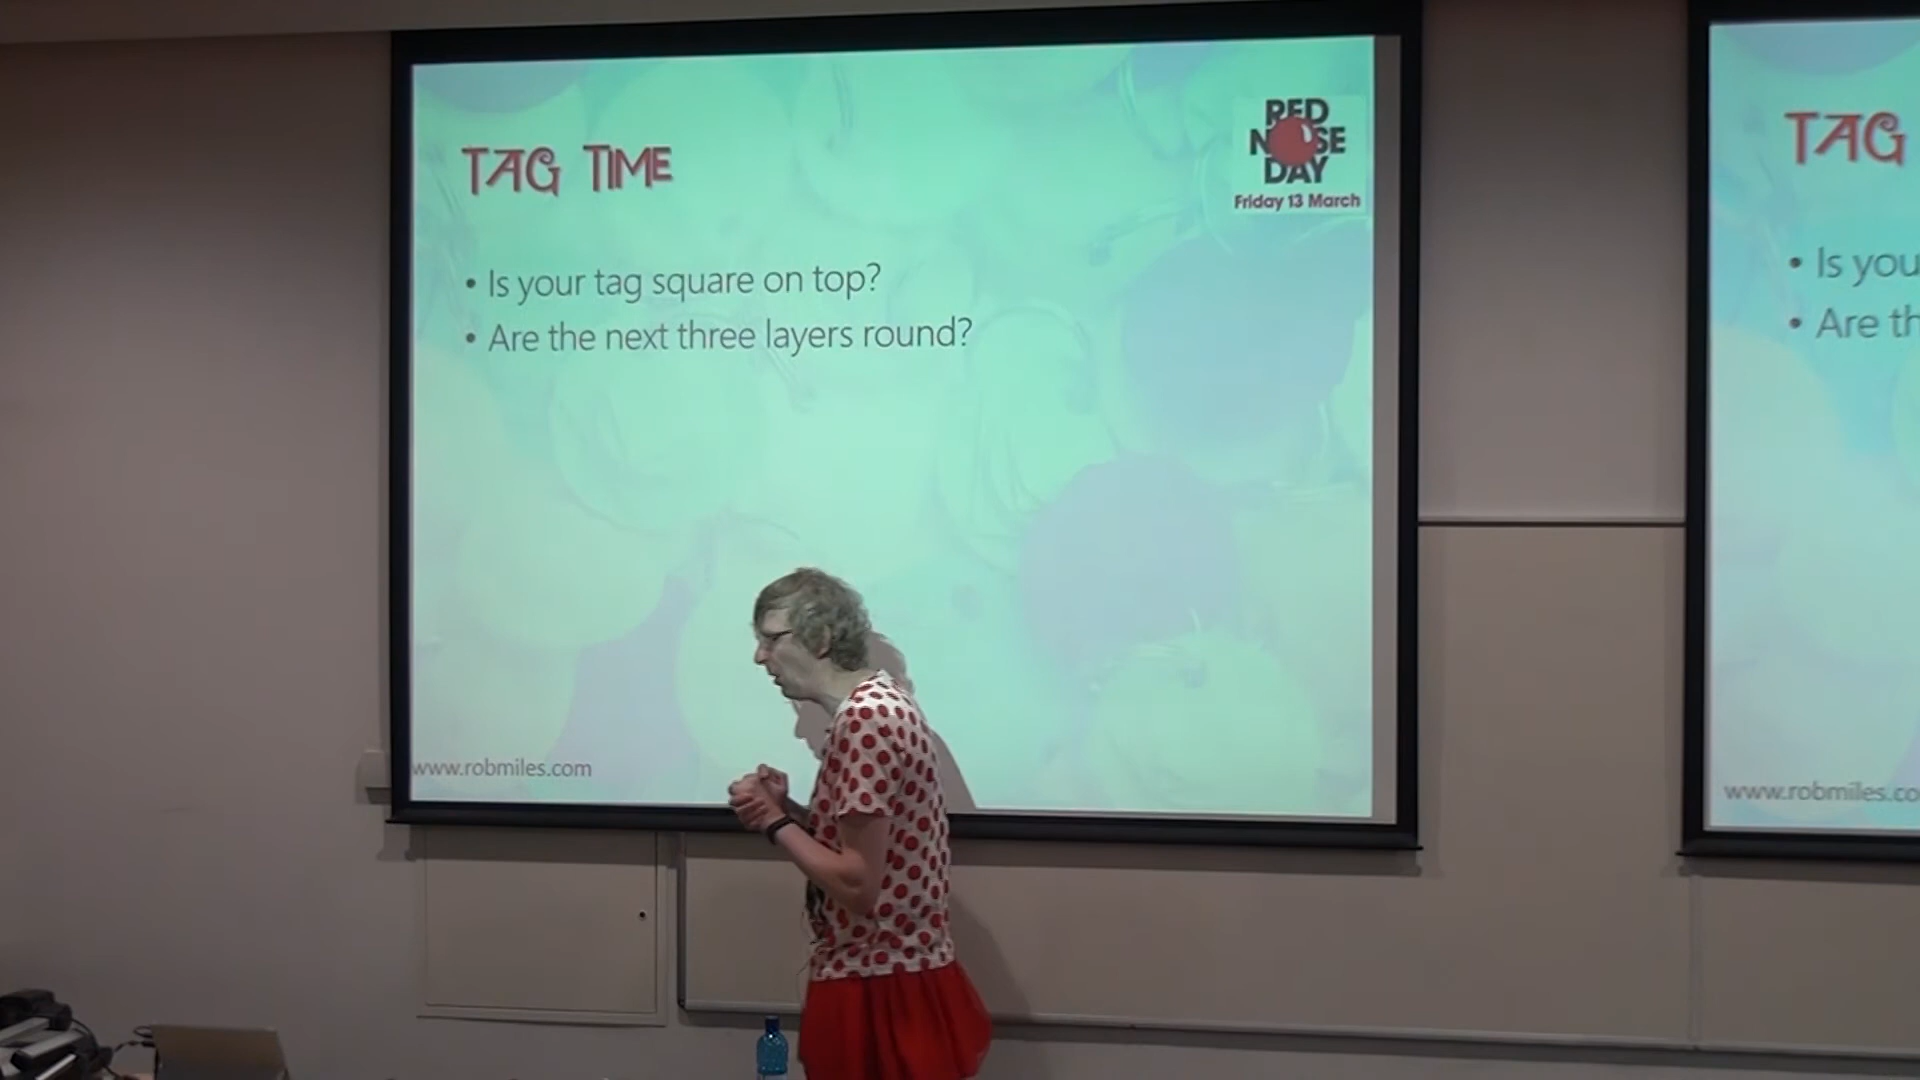 TAG TIME
RED
NOSE
DAY
Friday 13 March
• Is your tag square on top?
• Are the next three layers round?
www.robmiles.com
TAG
• Is you
• Are th
www.robmiles.co